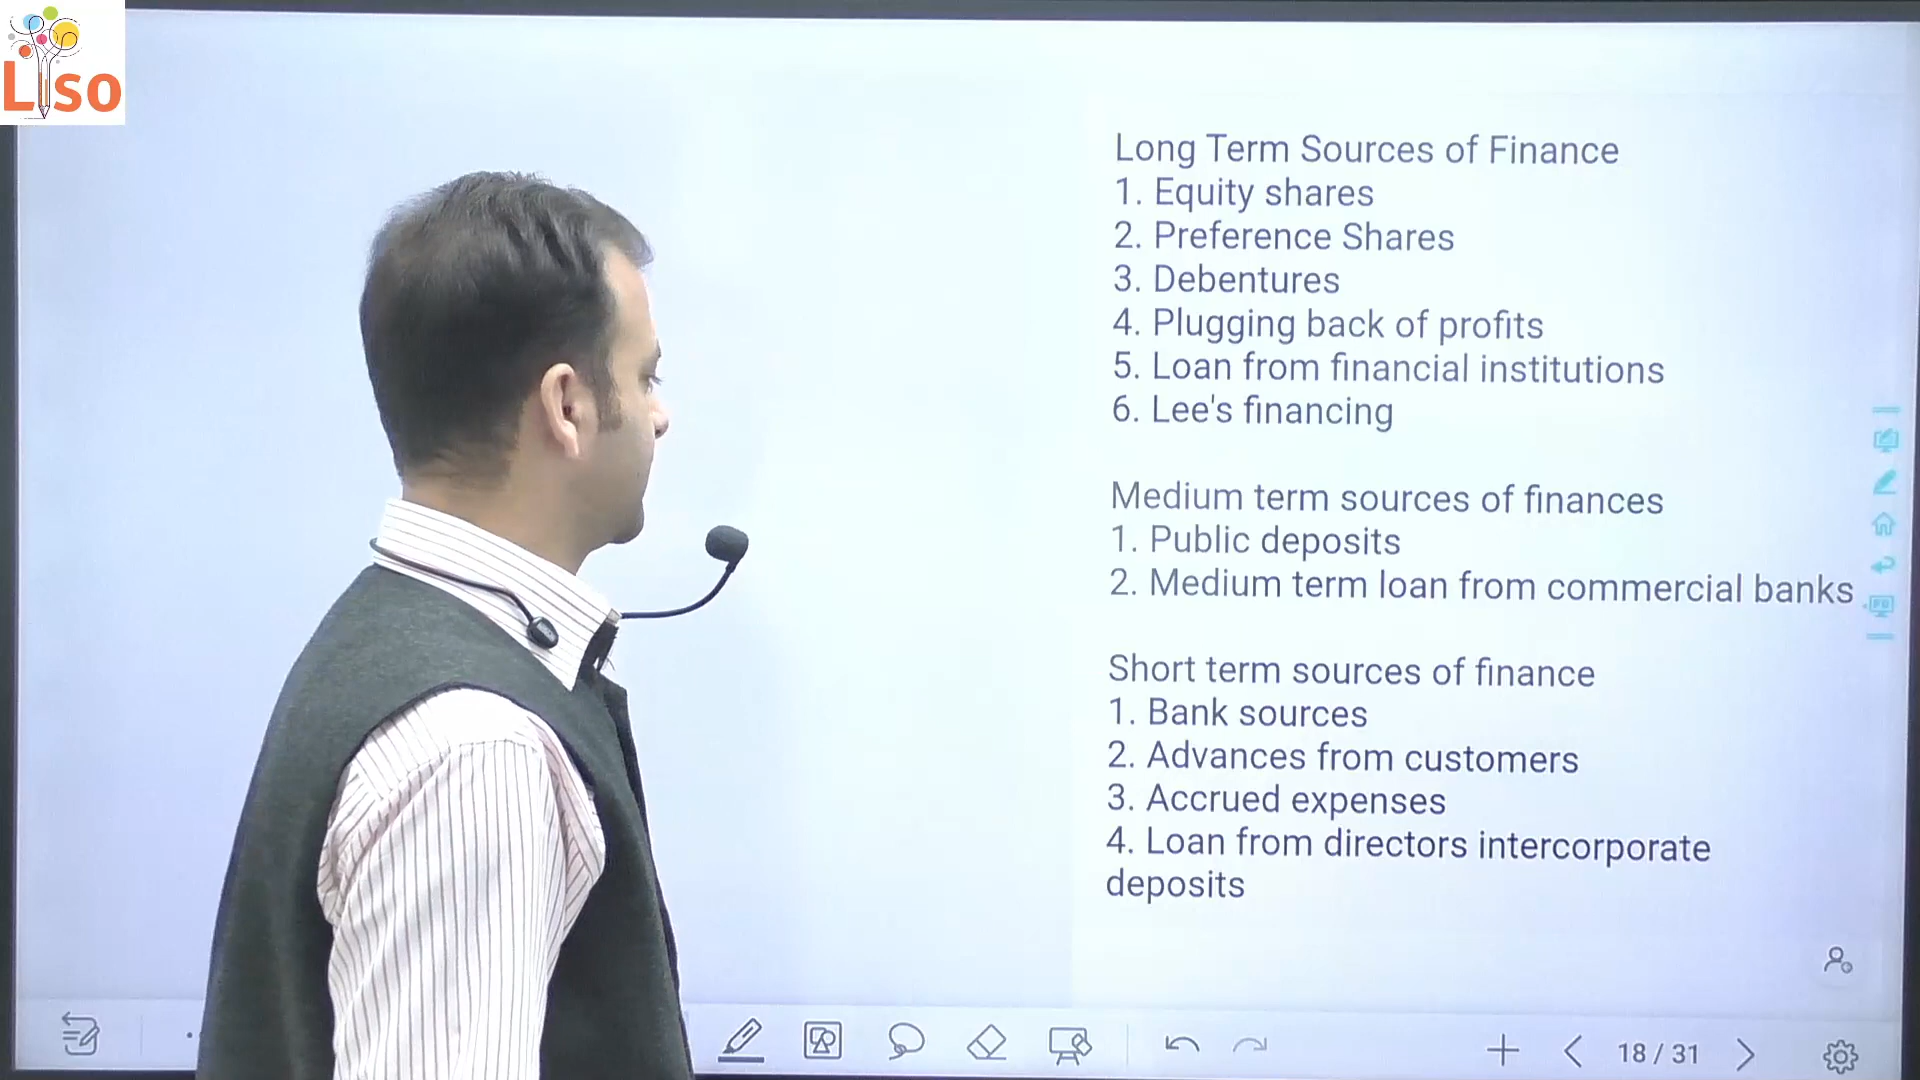 Liso
Long Term Sources of Finance
1. Equity shares
2. Preference Shares
3. Debentures
4. Plugging back of profits
5. Loan from financial institutions
6. Lee's financing
Medium term sources of finances
1. Public deposits
2. Medium term loan from commercial banks
Short term sources of finance
1. Bank sources
2. Advances from customers
3. Accrued expenses
4. Loan from directors intercorporate
deposits
18 / 31